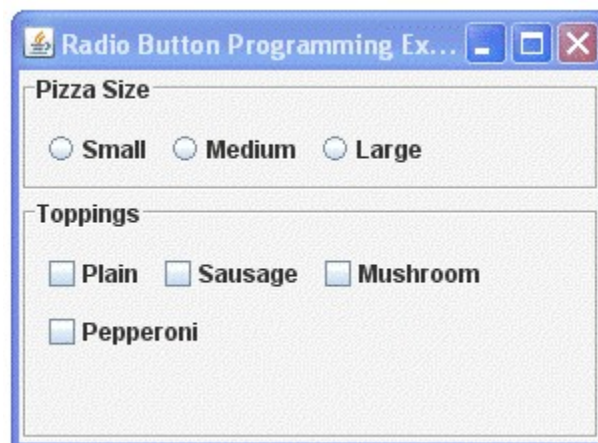 Radio Button Programming Ex...
Pizza Size
Small Medium Large
Toppings
Plain Sausage Mushroom
Pepperoni